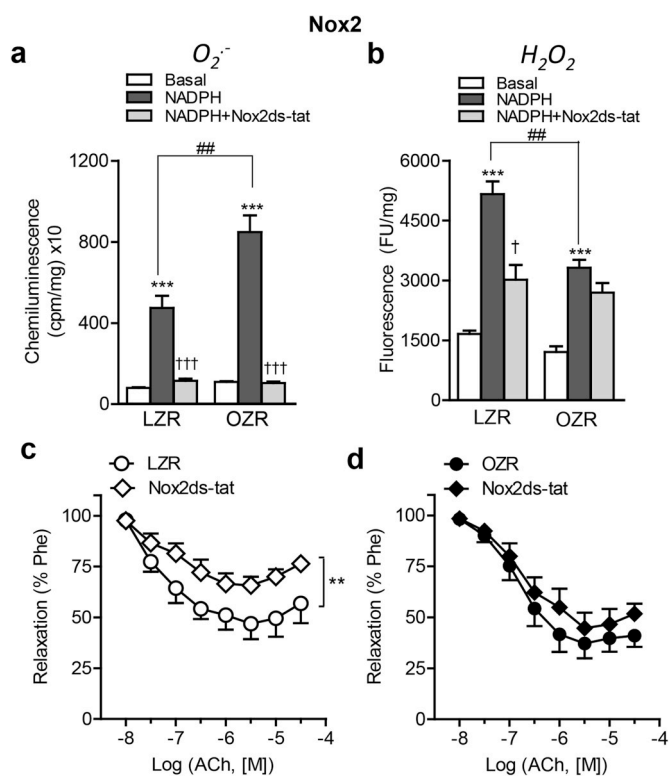 Nox2
a
O₂·⁻
Basal
NADPH
NADPH+Nox2ds-tat
##
***
***
†††
†††
1200
800
400
0
Chemiluminescence
(cpm/mg) x10
LZR OZR
b
H₂O₂
Basal
NADPH
NADPH+Nox2ds-tat
##
***
†
***
6000
4500
3000
1500
0
Fluorescence (FU/mg)
LZR OZR
c
LZR
Nox2ds-tat
100
75
50
25
0
Relaxation (% Phe)
**
-8 -7 -6 -5 -4
Log (ACh, [M])
d
OZR
Nox2ds-tat
100
75
50
25
0
Relaxation (% Phe)
-8 -7 -6 -5 -4
Log (ACh, [M])